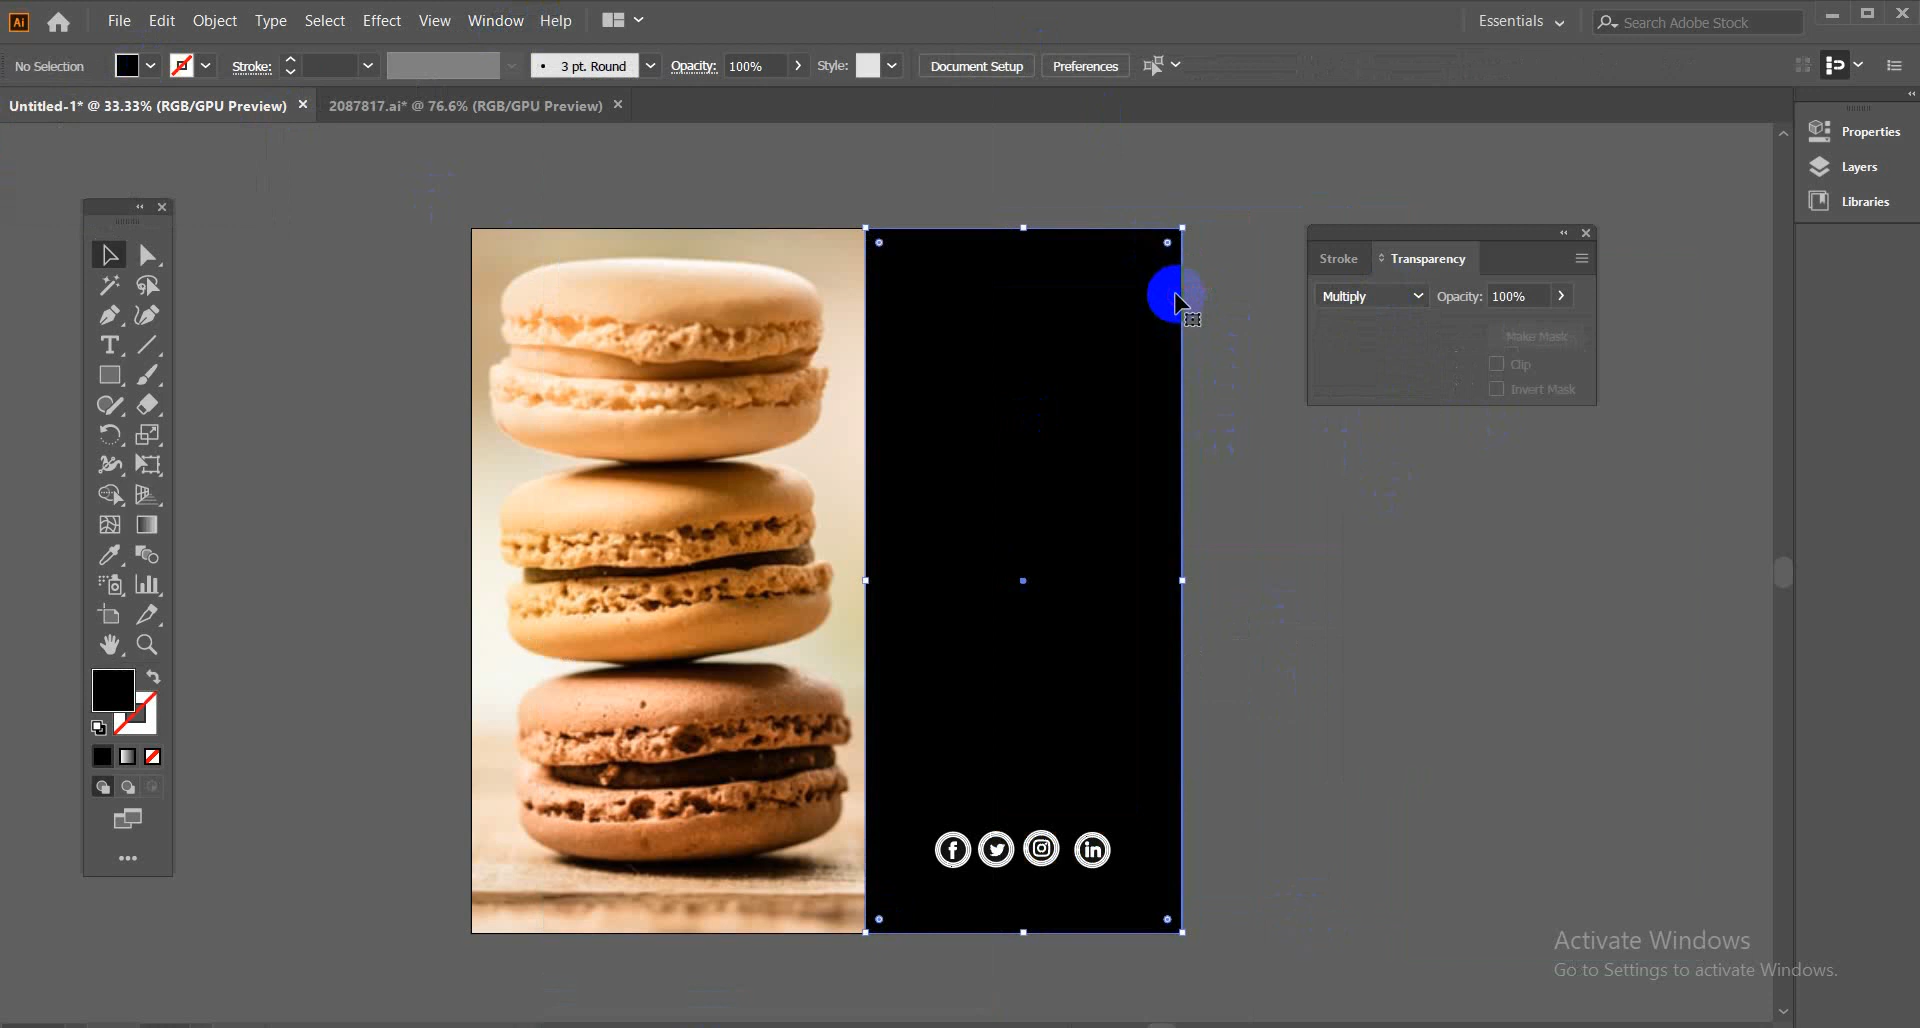 Ai File Edit Object Type Select Effect View Window Help Essentials Search Adobe Stock
No Selection Stroke: 3 pt. Round Opacity: 100% Style: Document Setup Preferences
Untitled-1* @ 33.33% (RGB/GPU Preview) 2087817.ai* @ 76.6% (RGB/GPU Preview)
Properties
Layers
Libraries
Stroke Transparency
Multiply Opacity: 100%
Make Mask
Clip
Invert Mask
f in
Activate Windows
Go to Settings to activate Windows.